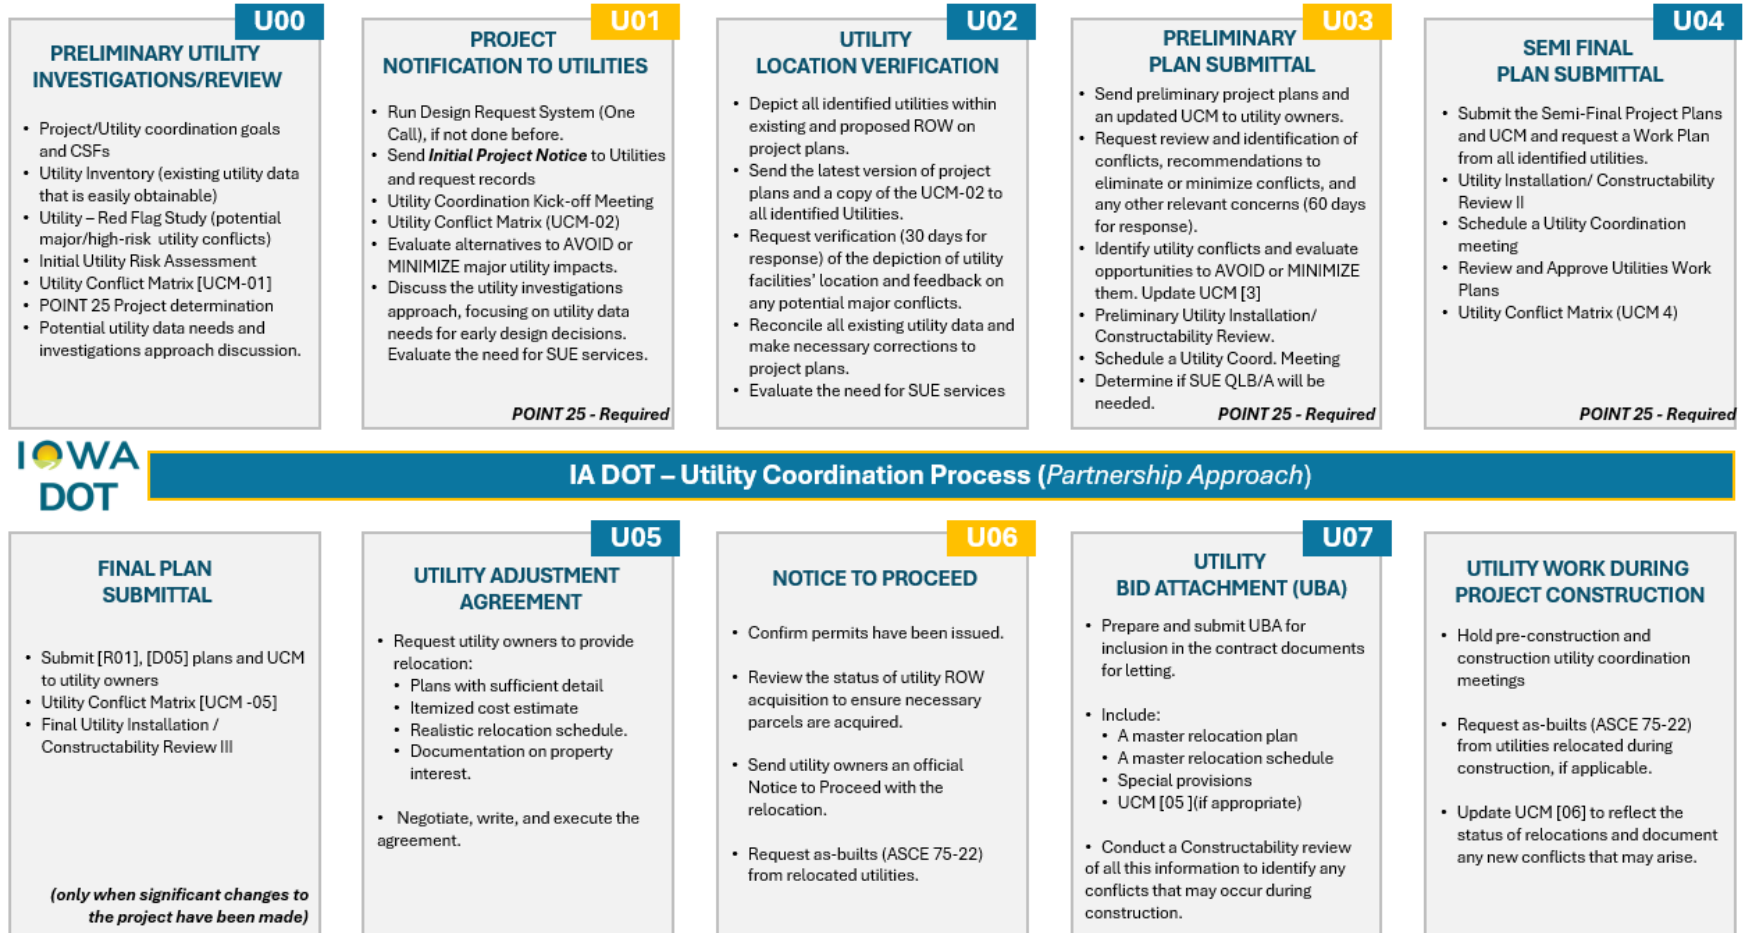 U00
PRELIMINARY UTILITY
INVESTIGATIONS/REVIEW
• Project/Utility coordination goals
and CSFs
• Utility Inventory (existing utility data
that is easily obtainable)
• Utility – Red Flag Study (potential
major/high-risk utility conflicts)
• Initial Utility Risk Assessment
• Utility Conflict Matrix [UCM-01]
• POINT 25 Project determination
• Potential utility data needs and
investigations approach discussion.
U01
PROJECT
NOTIFICATION TO UTILITIES
• Run Design Request System (One
Call), if not done before.
• Send Initial Project Notice to Utilities
and request records
• Utility Coordination Kick-off Meeting
• Utility Conflict Matrix (UCM-02)
• Evaluate alternatives to AVOID or
MINIMIZE major utility impacts.
• Discuss the utility investigations
approach, focusing on utility data
needs for early design decisions.
Evaluate the need for SUE services.
POINT 25 - Required
U02
UTILITY
LOCATION VERIFICATION
• Depict all identified utilities within
existing and proposed ROW on
project plans.
• Send the latest version of project
plans and a copy of the UCM-02 to
all identified Utilities.
• Request verification (30 days for
response) of the depiction of utility
facilities' location and feedback on
any potential major conflicts.
• Reconcile all existing utility data and
make necessary corrections to
project plans.
• Evaluate the need for SUE services
U03
PRELIMINARY
PLAN SUBMITTAL
• Send preliminary project plans and
an updated UCM to utility owners.
• Request review and identification of
conflicts, recommendations to
eliminate or minimize conflicts, and
any other relevant concerns (60 days
for response).
• Identify utility conflicts and evaluate
opportunities to AVOID or MINIMIZE
them. Update UCM [3]
• Preliminary Utility Installation/
Constructability Review.
• Schedule a Utility Coord. Meeting
• Determine if SUE QLB/A will be
needed.
POINT 25 - Required
U04
SEMI FINAL
PLAN SUBMITTAL
• Submit the Semi-Final Project Plans
and UCM and request a Work Plan
from all identified utilities.
• Utility Installation/ Constructability
Review II
• Schedule a Utility Coordination
meeting
• Review and Approve Utilities Work
Plans
• Utility Conflict Matrix (UCM 4)
POINT 25 - Required
IOWA
DOT
IA DOT – Utility Coordination Process (Partnership Approach)
FINAL PLAN
SUBMITTAL
• Submit [R01], [D05] plans and UCM
to utility owners
• Utility Conflict Matrix [UCM -05]
• Final Utility Installation /
Constructability Review III
(only when significant changes to
the project have been made)
U05
UTILITY ADJUSTMENT
AGREEMENT
• Request utility owners to provide
relocation:
• Plans with sufficient detail
• Itemized cost estimate
• Realistic relocation schedule.
• Documentation on property
interest.
• Negotiate, write, and execute the
agreement.
U06
NOTICE TO PROCEED
• Confirm permits have been issued.
• Review the status of utility ROW
acquisition to ensure necessary
parcels are acquired.
• Send utility owners an official
Notice to Proceed with the
relocation.
• Request as-builts (ASCE 75-22)
from relocated utilities.
U07
UTILITY
BID ATTACHMENT (UBA)
• Prepare and submit UBA for
inclusion in the contract documents
for letting.
• Include:
• A master relocation plan
• A master relocation schedule
• Special provisions
• UCM [05 ](if appropriate)
• Conduct a Constructability review
of all this information to identify any
conflicts that may occur during
construction.
UTILITY WORK DURING
PROJECT CONSTRUCTION
• Hold pre-construction and
construction utility coordination
meetings
• Request as-builts (ASCE 75-22)
from utilities relocated during
construction, if applicable.
• Update UCM [06] to reflect the
status of relocations and document
any new conflicts that may arise.